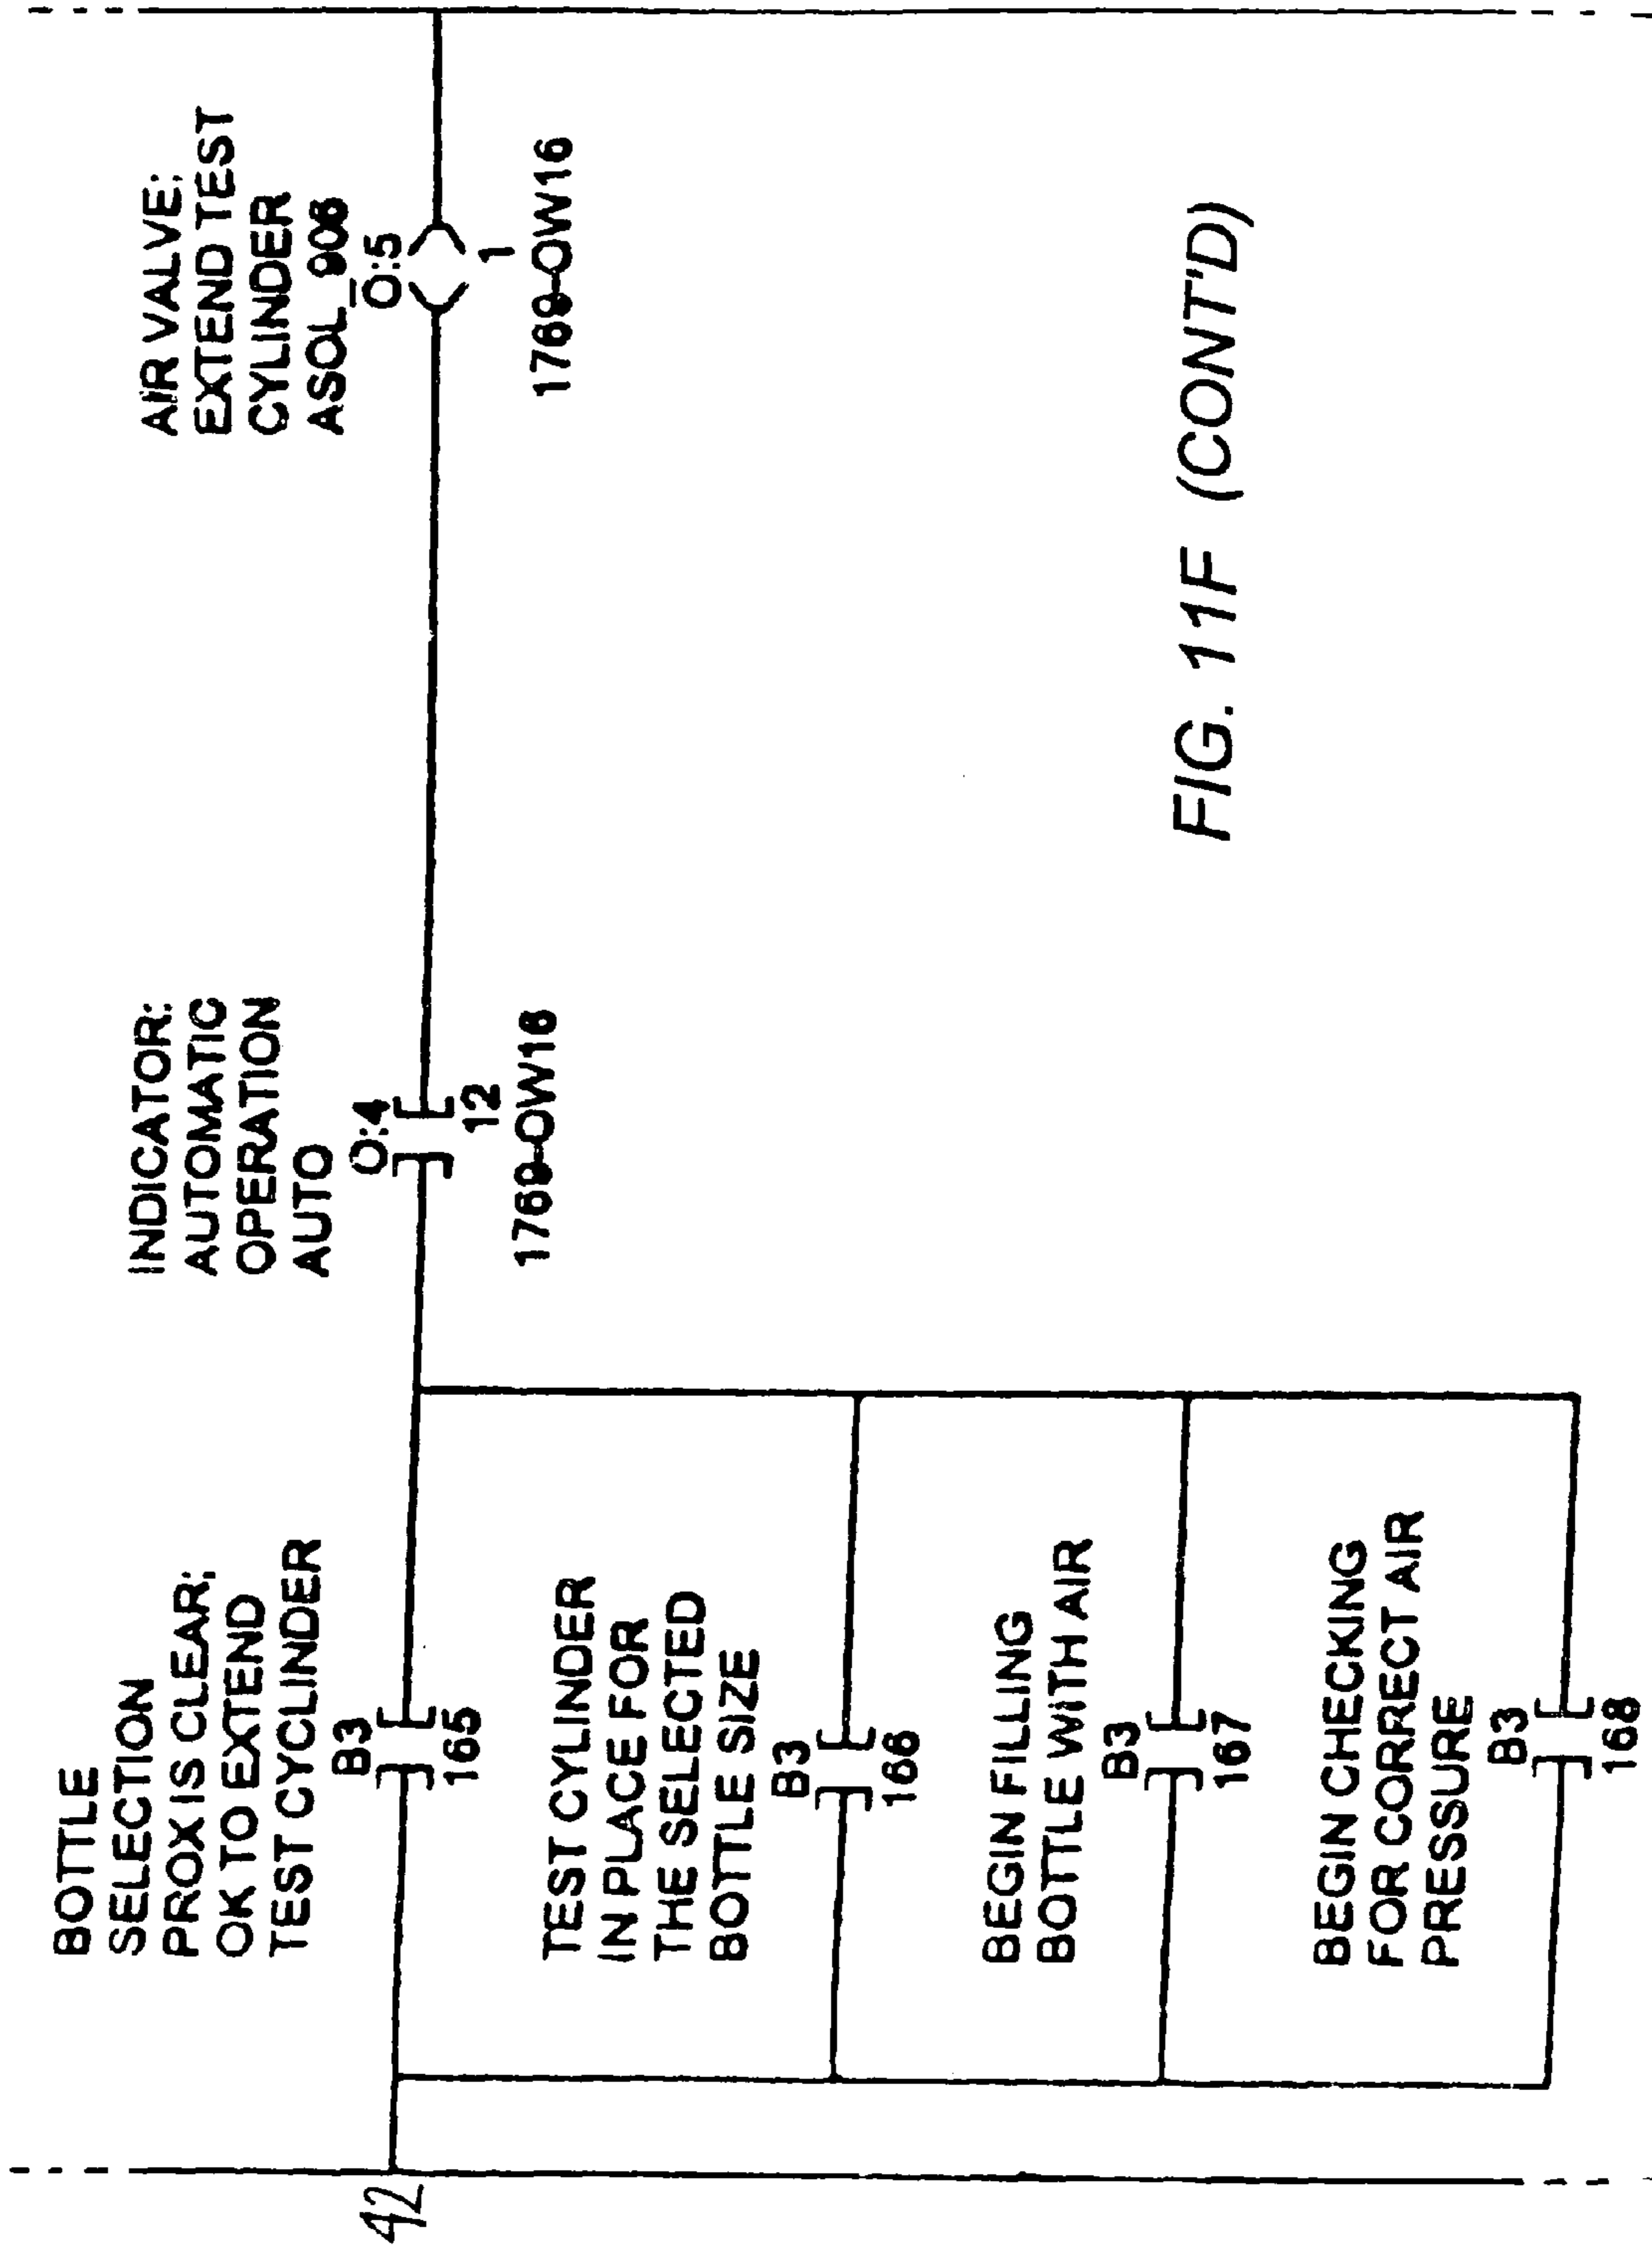 42
BOTTLE
SELECTION
PROX IS CLEAR;
OK TO EXTEND
TEST CYCLINDER
B3
165
TEST CYLINDER
IN PLACE FOR
THE SELECTED
BOTTLE SIZE
B3
166
BEGIN FILLING
BOTTLE WITH AIR
B3
167
BEGIN CHECKING
FOR CORRECT AIR
PRESSURE
B3
168
INDICATOR:
AUTOMATIC
OPERATION
AUTO
O:4
12
1769-OW16
AIR VALVE:
EXTEND TEST
CYLINDER
ASOL_906
O:5
1
1769-OW16
FIG. 11F (CONT'D)